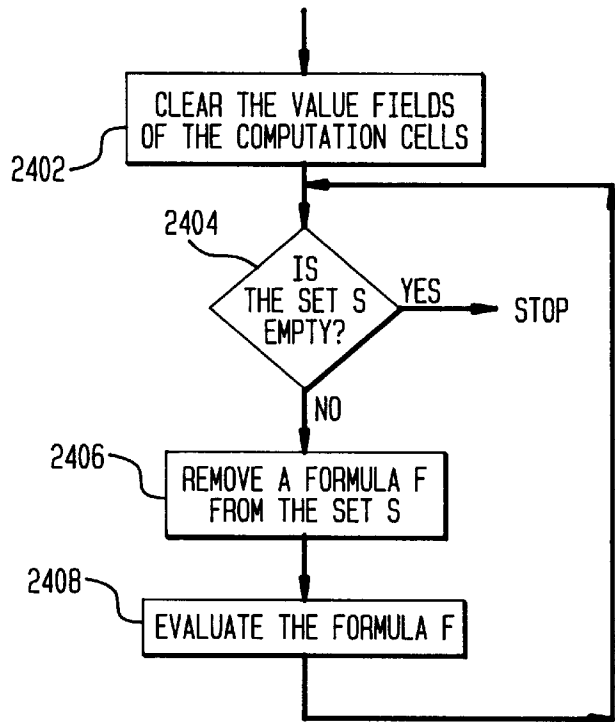 CLEAR THE VALUE FIELDS
OF THE COMPUTATION CELLS
2402
2404
IS
THE SET S
EMPTY?
YES
STOP
NO
2406
REMOVE A FORMULA F
FROM THE SET S
2408
EVALUATE THE FORMULA F